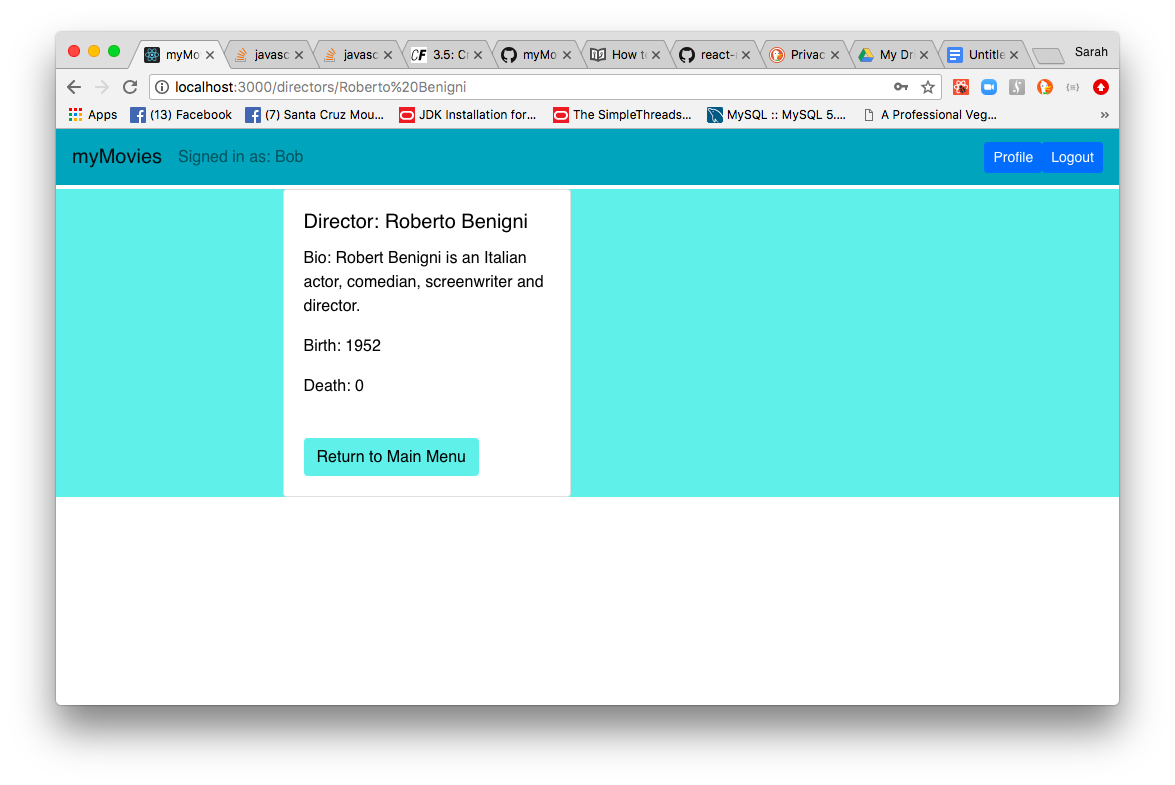 myMo javasc javasc CF 3.5: Cr myMo How to react- Privac My Dri Untitle Sarah
localhost:3000/directors/Roberto%20Benigni
Apps (13) Facebook (7) Santa Cruz Mou... JDK Installation for... The SimpleThreads... MySQL :: MySQL 5.... A Professional Veg... »
myMovies Signed in as: Bob Profile Logout
Director: Roberto Benigni
Bio: Robert Benigni is an Italian
actor, comedian, screenwriter and
director.
Birth: 1952
Death: 0
Return to Main Menu